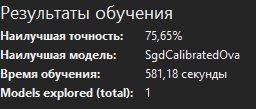 Результаты обучения
Наилучшая точность: 75,65%
Наилучшая модель: SgdCalibratedOva
Время обучения: 581,18 секунды
Models explored (total): 1